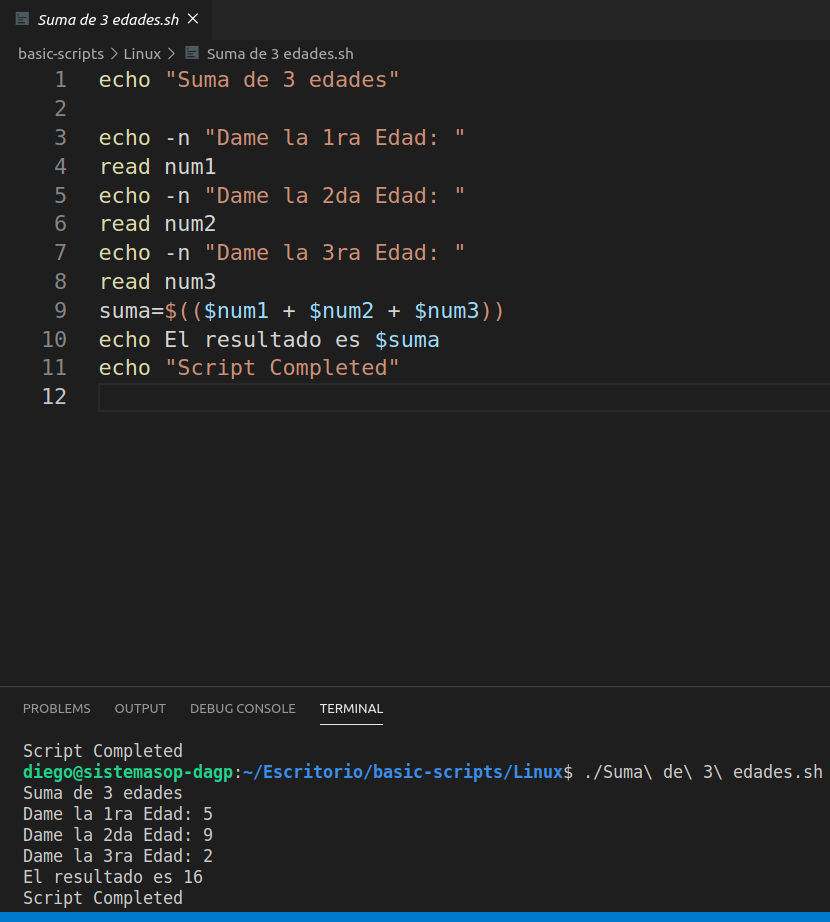 Suma de 3 edades.sh
basic-scripts > Linux > Suma de 3 edades.sh
1 echo "Suma de 3 edades"
2
3 echo -n "Dame la 1ra Edad: "
4 read num1
5 echo -n "Dame la 2da Edad: "
6 read num2
7 echo -n "Dame la 3ra Edad: "
8 read num3
9 suma=$(($num1 + $num2 + $num3))
10 echo El resultado es $suma
11 echo "Script Completed"
12
PROBLEMS OUTPUT DEBUG CONSOLE TERMINAL
Script Completed
diego@sistemasop-dagp:~/Escritorio/basic-scripts/Linux$ ./Suma\ de\ 3\ edades.sh
Suma de 3 edades
Dame la 1ra Edad: 5
Dame la 2da Edad: 9
Dame la 3ra Edad: 2
El resultado es 16
Script Completed